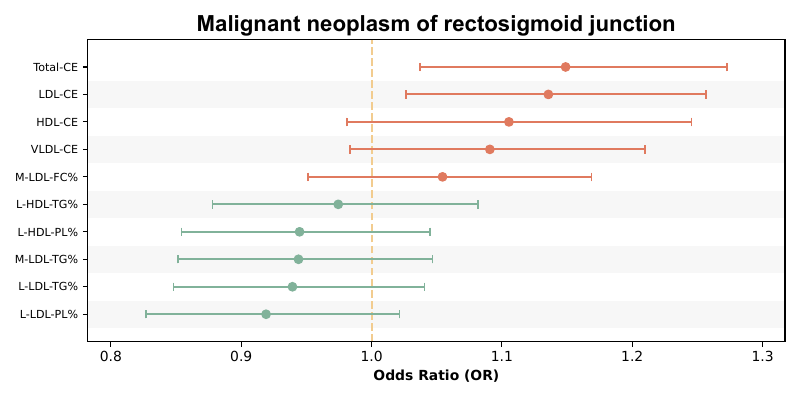 Malignant neoplasm of rectosigmoid junction
Total-CE
LDL-CE
HDL-CE
VLDL-CE
M-LDL-FC%
L-HDL-TG%
L-HDL-PL%
M-LDL-TG%
L-LDL-TG%
L-LDL-PL%
0.8 0.9 1.0 1.1 1.2 1.3
Odds Ratio (OR)